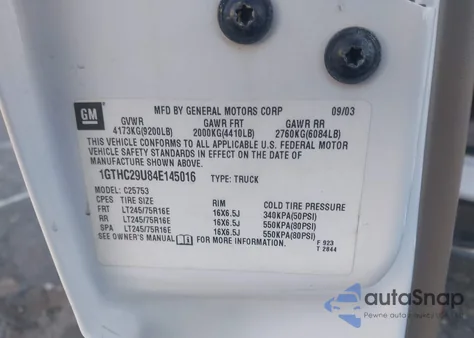 GM
MFD BY GENERAL MOTORS CORP 09/03
GVWR GAWR FRT GAWR RR
4173KG(9200LB) 2000KG(4410LB) 2760KG(6084LB)
THIS VEHICLE CONFORMS TO ALL APPLICABLE U.S. FEDERAL MOTOR
VEHICLE SAFETY STANDARDS IN EFFECT ON THE DATE OF
MANUFACTURE SHOWN ABOVE.
1GTHC29U84E145016 TYPE: TRUCK
MODEL: C25753
CPES TIRE SIZE RIM COLD TIRE PRESSURE
FRT LT245/75R16E 16X6.5J 340KPA(50PSI)
RR LT245/75R16E 16X6.5J 550KPA(80PSI)
SPA LT245/75R16E 16X6.5J 550KPA(80PSI)
SEE OWNER'S MANUAL FOR MORE INFORMATION.
F 923
T 2844
autoSnap
Pewne auta